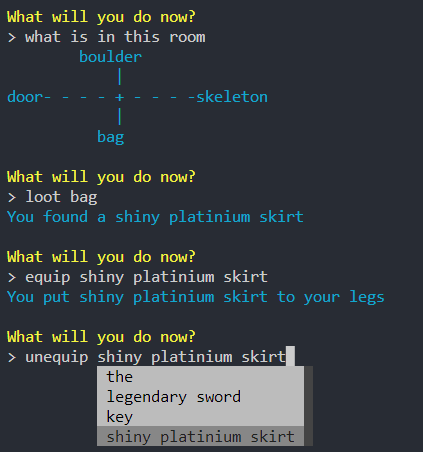 What will you do now?
> what is in this room
boulder
|
door- - - - + - - - -skeleton
|
bag
What will you do now?
> loot bag
You found a shiny platinium skirt
What will you do now?
> equip shiny platinium skirt
You put shiny platinium skirt to your legs
What will you do now?
> unequip shiny platinium skirt
the
legendary sword
key
shiny platinium skirt